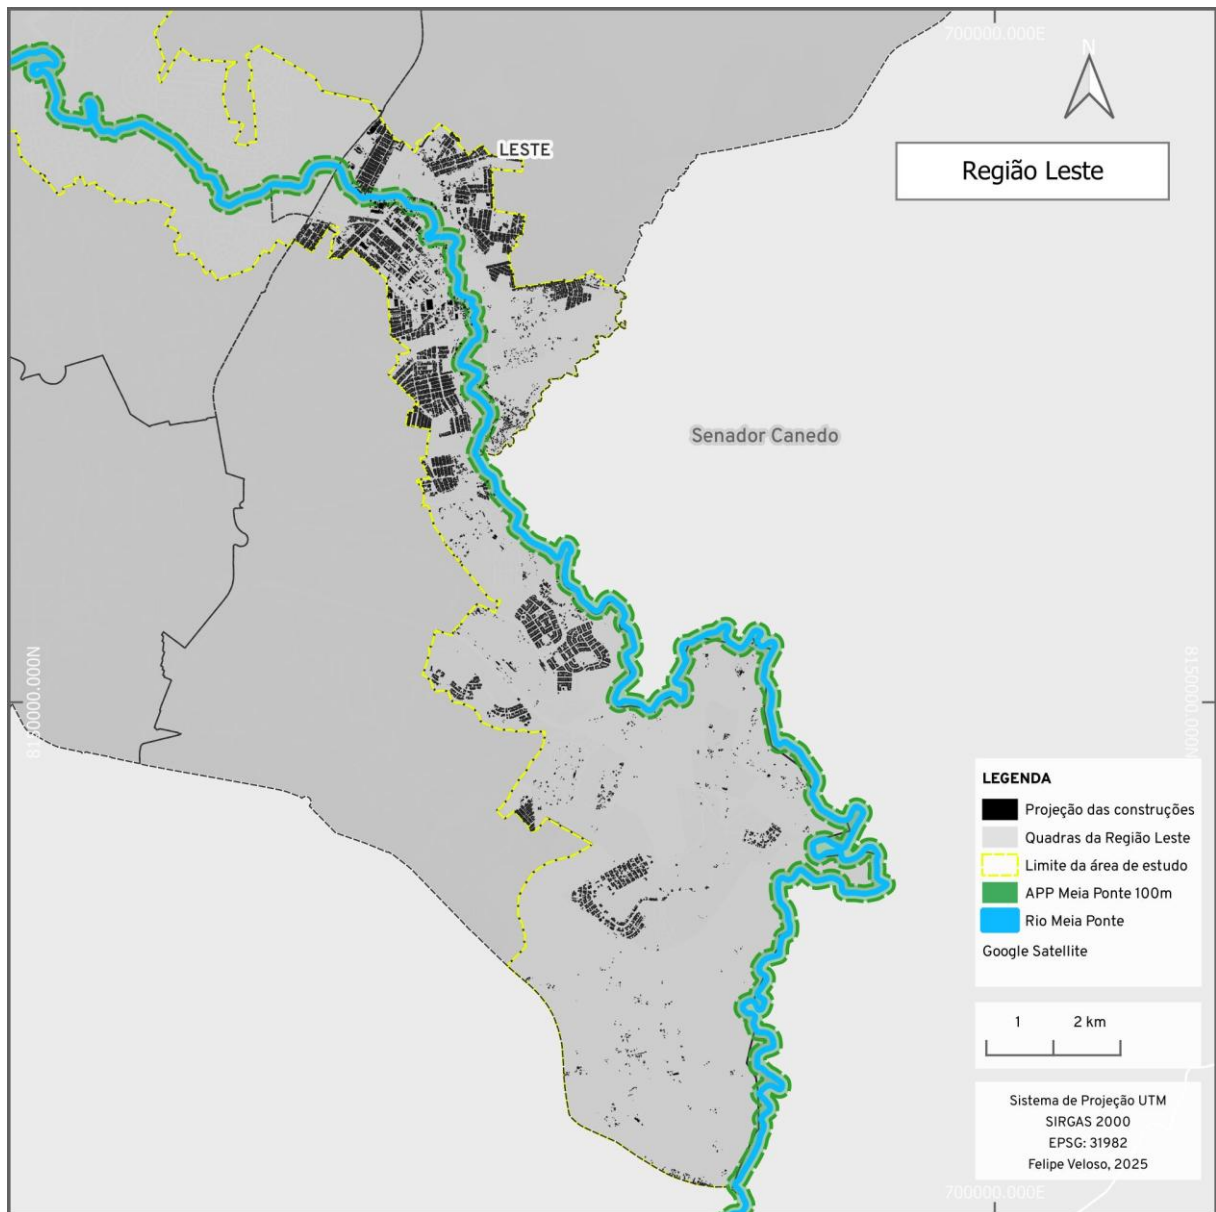 700000.000E
N
LESTE
Região Leste
Senador Canedo
8150000.000N
8150000.000N
LEGENDA
Projeção das construções
Quadras da Região Leste
Limite da área de estudo
APP Meia Ponte 100m
Rio Meia Ponte
Google Satellite
1 2 km
Sistema de Projeção UTM
SIRGAS 2000
EPSG: 31982
Felipe Veloso, 2025
700000.000E